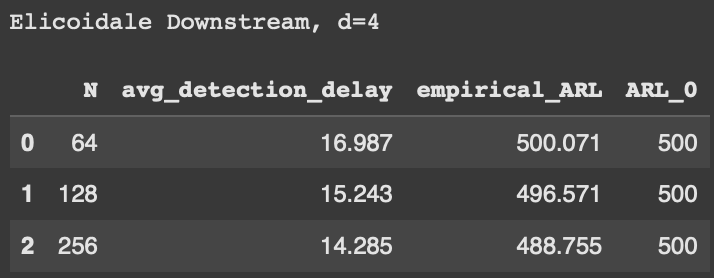 Elicoidale Downstream, d=4
N avg_detection_delay empirical_ARL ARL_0
0 64 16.987 500.071 500
1 128 15.243 496.571 500
2 256 14.285 488.755 500